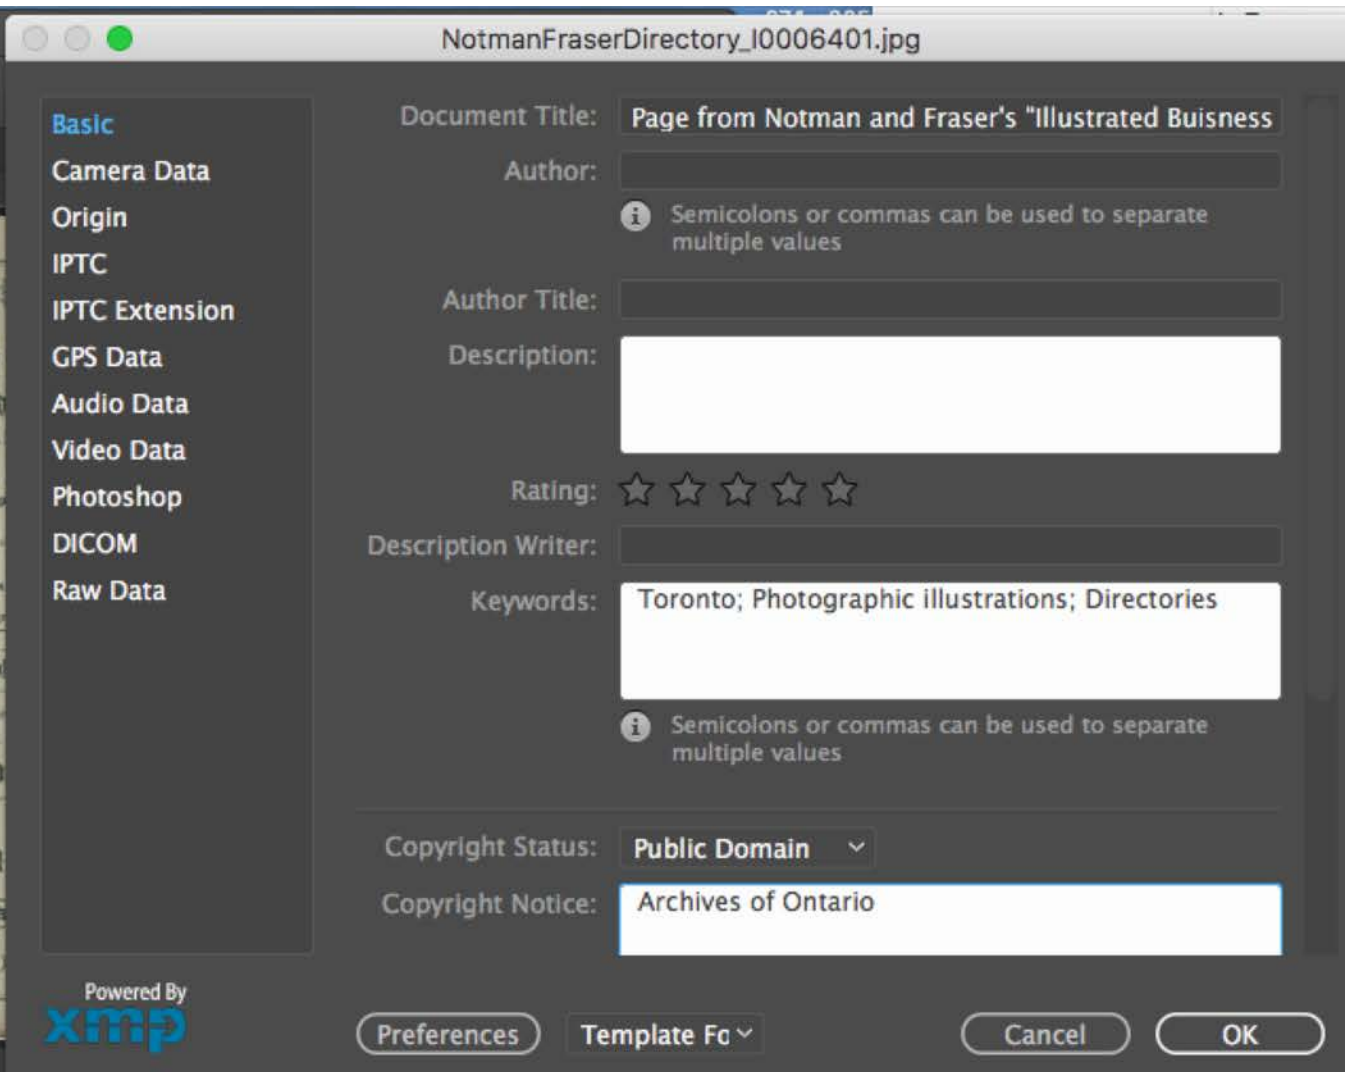 NotmanFraserDirectory_I0006401.jpg
Basic
Camera Data
Origin
IPTC
IPTC Extension
GPS Data
Audio Data
Video Data
Photoshop
DICOM
Raw Data
Document Title: Page from Notman and Fraser's "Illustrated Buisness
Author:
Semicolons or commas can be used to separate
multiple values
Author Title:
Description:
Rating:
Description Writer:
Keywords: Toronto; Photographic illustrations; Directories
Semicolons or commas can be used to separate
multiple values
Copyright Status: Public Domain
Copyright Notice: Archives of Ontario
Powered By
xmp
Preferences
Template Fo
Cancel
OK